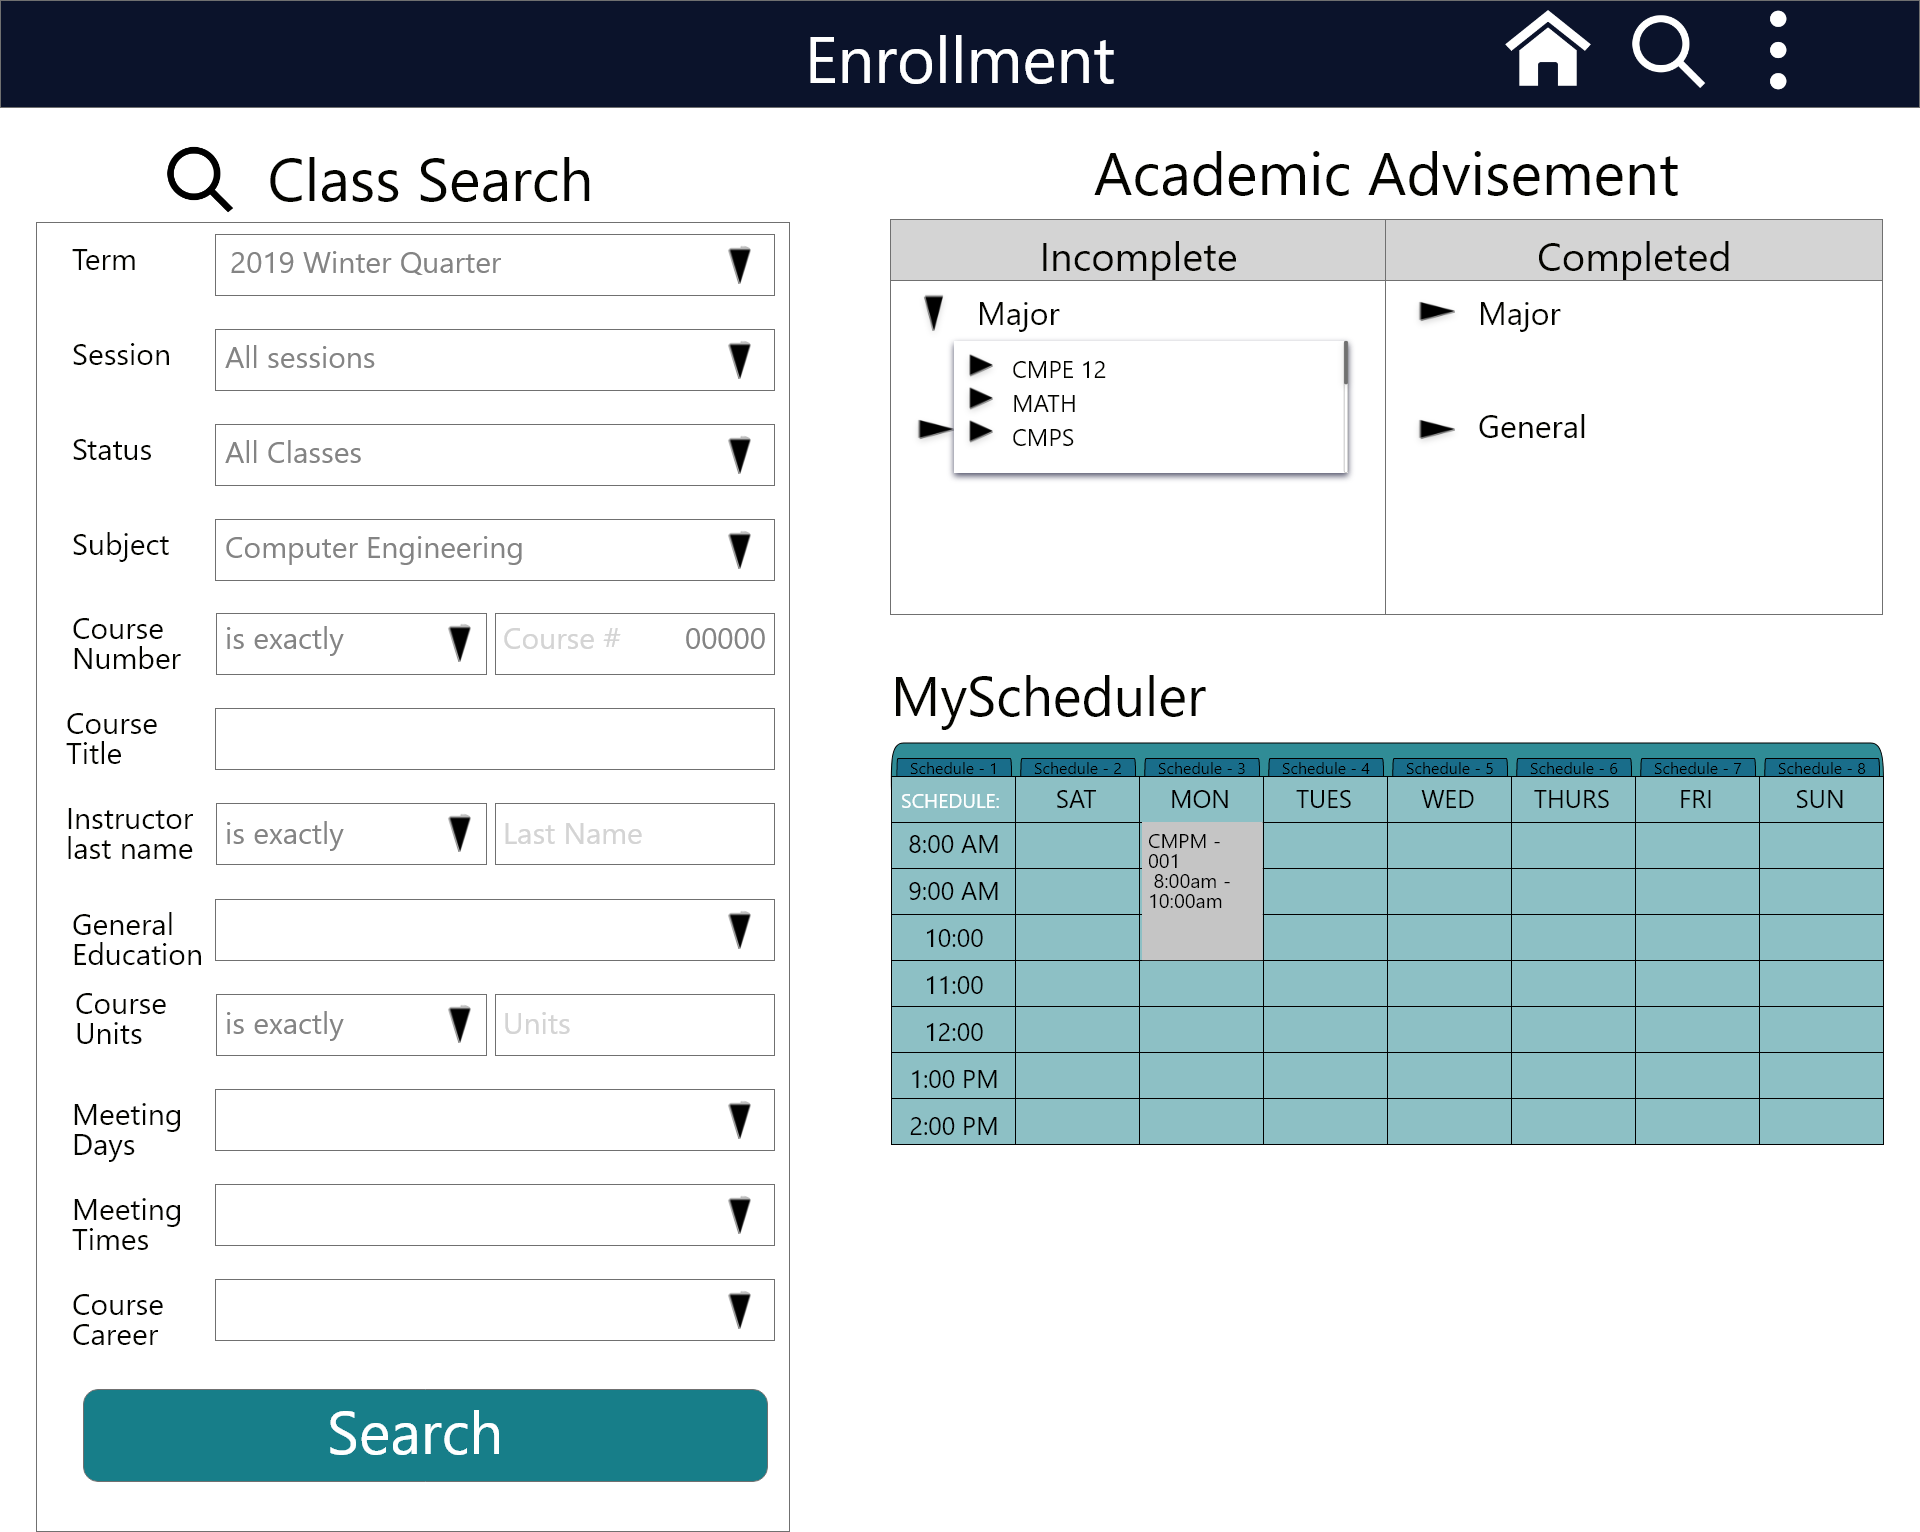 Enrollment
Class Search
Term
2019 Winter Quarter
Session
All sessions
Status
All Classes
Subject
Computer Engineering
Course
Number
is exactly
Course #
00000
Course
Title
Instructor
last name
is exactly
Last Name
General
Education
Course
Units
is exactly
Units
Meeting
Days
Meeting
Times
Course
Career
Search
Academic Advisement
Incomplete
Completed
Major
CMPE 12
MATH
CMPS
Major
General
MyScheduler
Schedule - 1
Schedule - 2
Schedule - 3
Schedule - 4
Schedule - 5
Schedule - 6
Schedule - 7
Schedule - 8
SCHEDULE:
SAT
MON
TUES
WED
THURS
FRI
SUN
8:00 AM
CMPM -
001
8:00am -
10:00am
9:00 AM
10:00
11:00
12:00
1:00 PM
2:00 PM